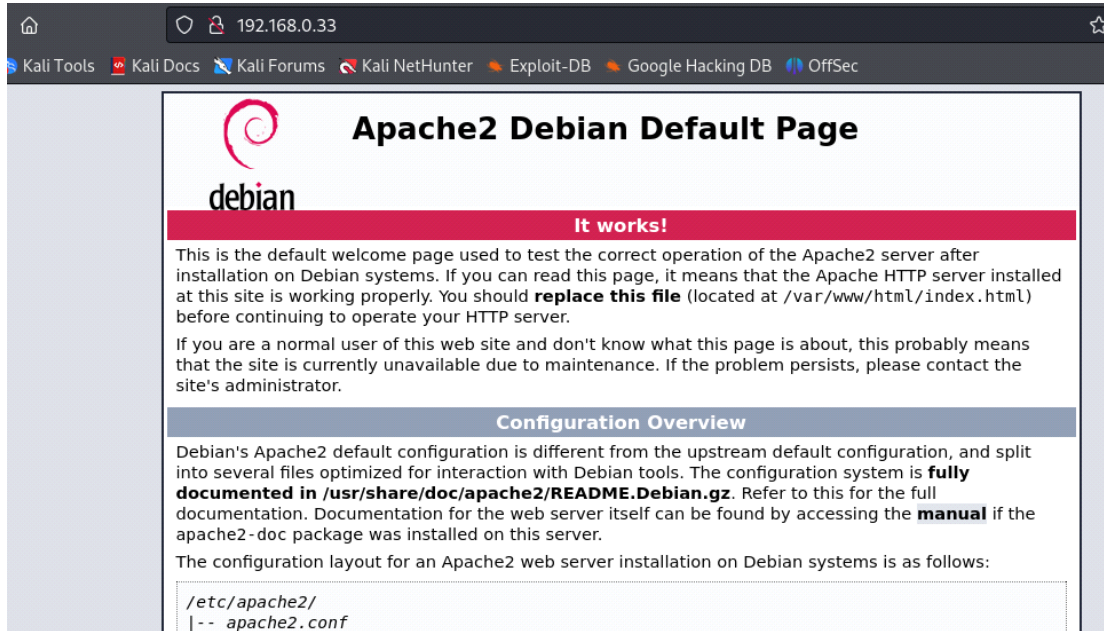 192.168.0.33
Kali Tools Kali Docs Kali Forums Kali NetHunter Exploit-DB Google Hacking DB OffSec
debian
Apache2 Debian Default Page
It works!
This is the default welcome page used to test the correct operation of the Apache2 server after
installation on Debian systems. If you can read this page, it means that the Apache HTTP server installed
at this site is working properly. You should replace this file (located at /var/www/html/index.html)
before continuing to operate your HTTP server.
If you are a normal user of this web site and don't know what this page is about, this probably means
that the site is currently unavailable due to maintenance. If the problem persists, please contact the
site's administrator.
Configuration Overview
Debian's Apache2 default configuration is different from the upstream default configuration, and split
into several files optimized for interaction with Debian tools. The configuration system is fully
documented in /usr/share/doc/apache2/README.Debian.gz. Refer to this for the full
documentation. Documentation for the web server itself can be found by accessing the manual if the
apache2-doc package was installed on this server.
The configuration layout for an Apache2 web server installation on Debian systems is as follows:
/etc/apache2/
|-- apache2.conf